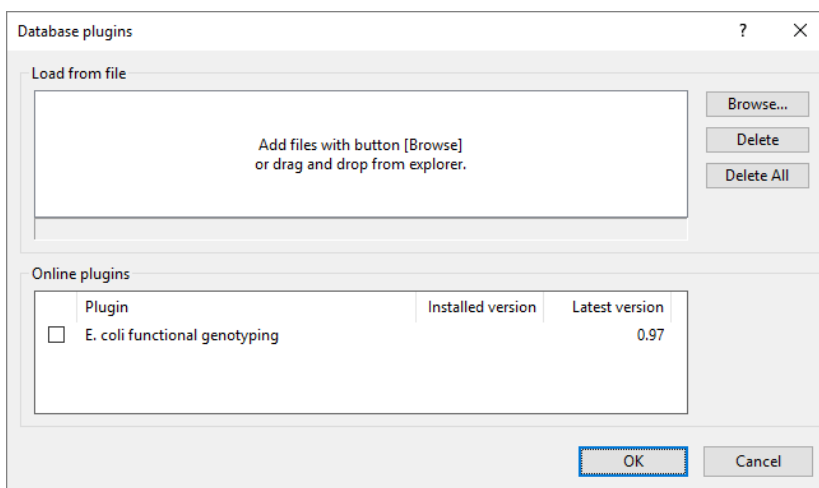 Database plugins
?
Load from file
Add files with button [Browse]
or drag and drop from explorer.
Browse...
Delete
Delete All
Online plugins
Plugin Installed version Latest version
E. coli functional genotyping 0.97
OK Cancel